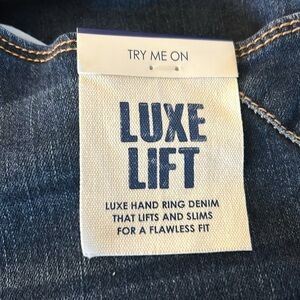 TRY ME ON
LUXE
LIFT
LUXE HAND RING DENIM
THAT LIFTS AND SLIMS
FOR A FLAWLESS FIT